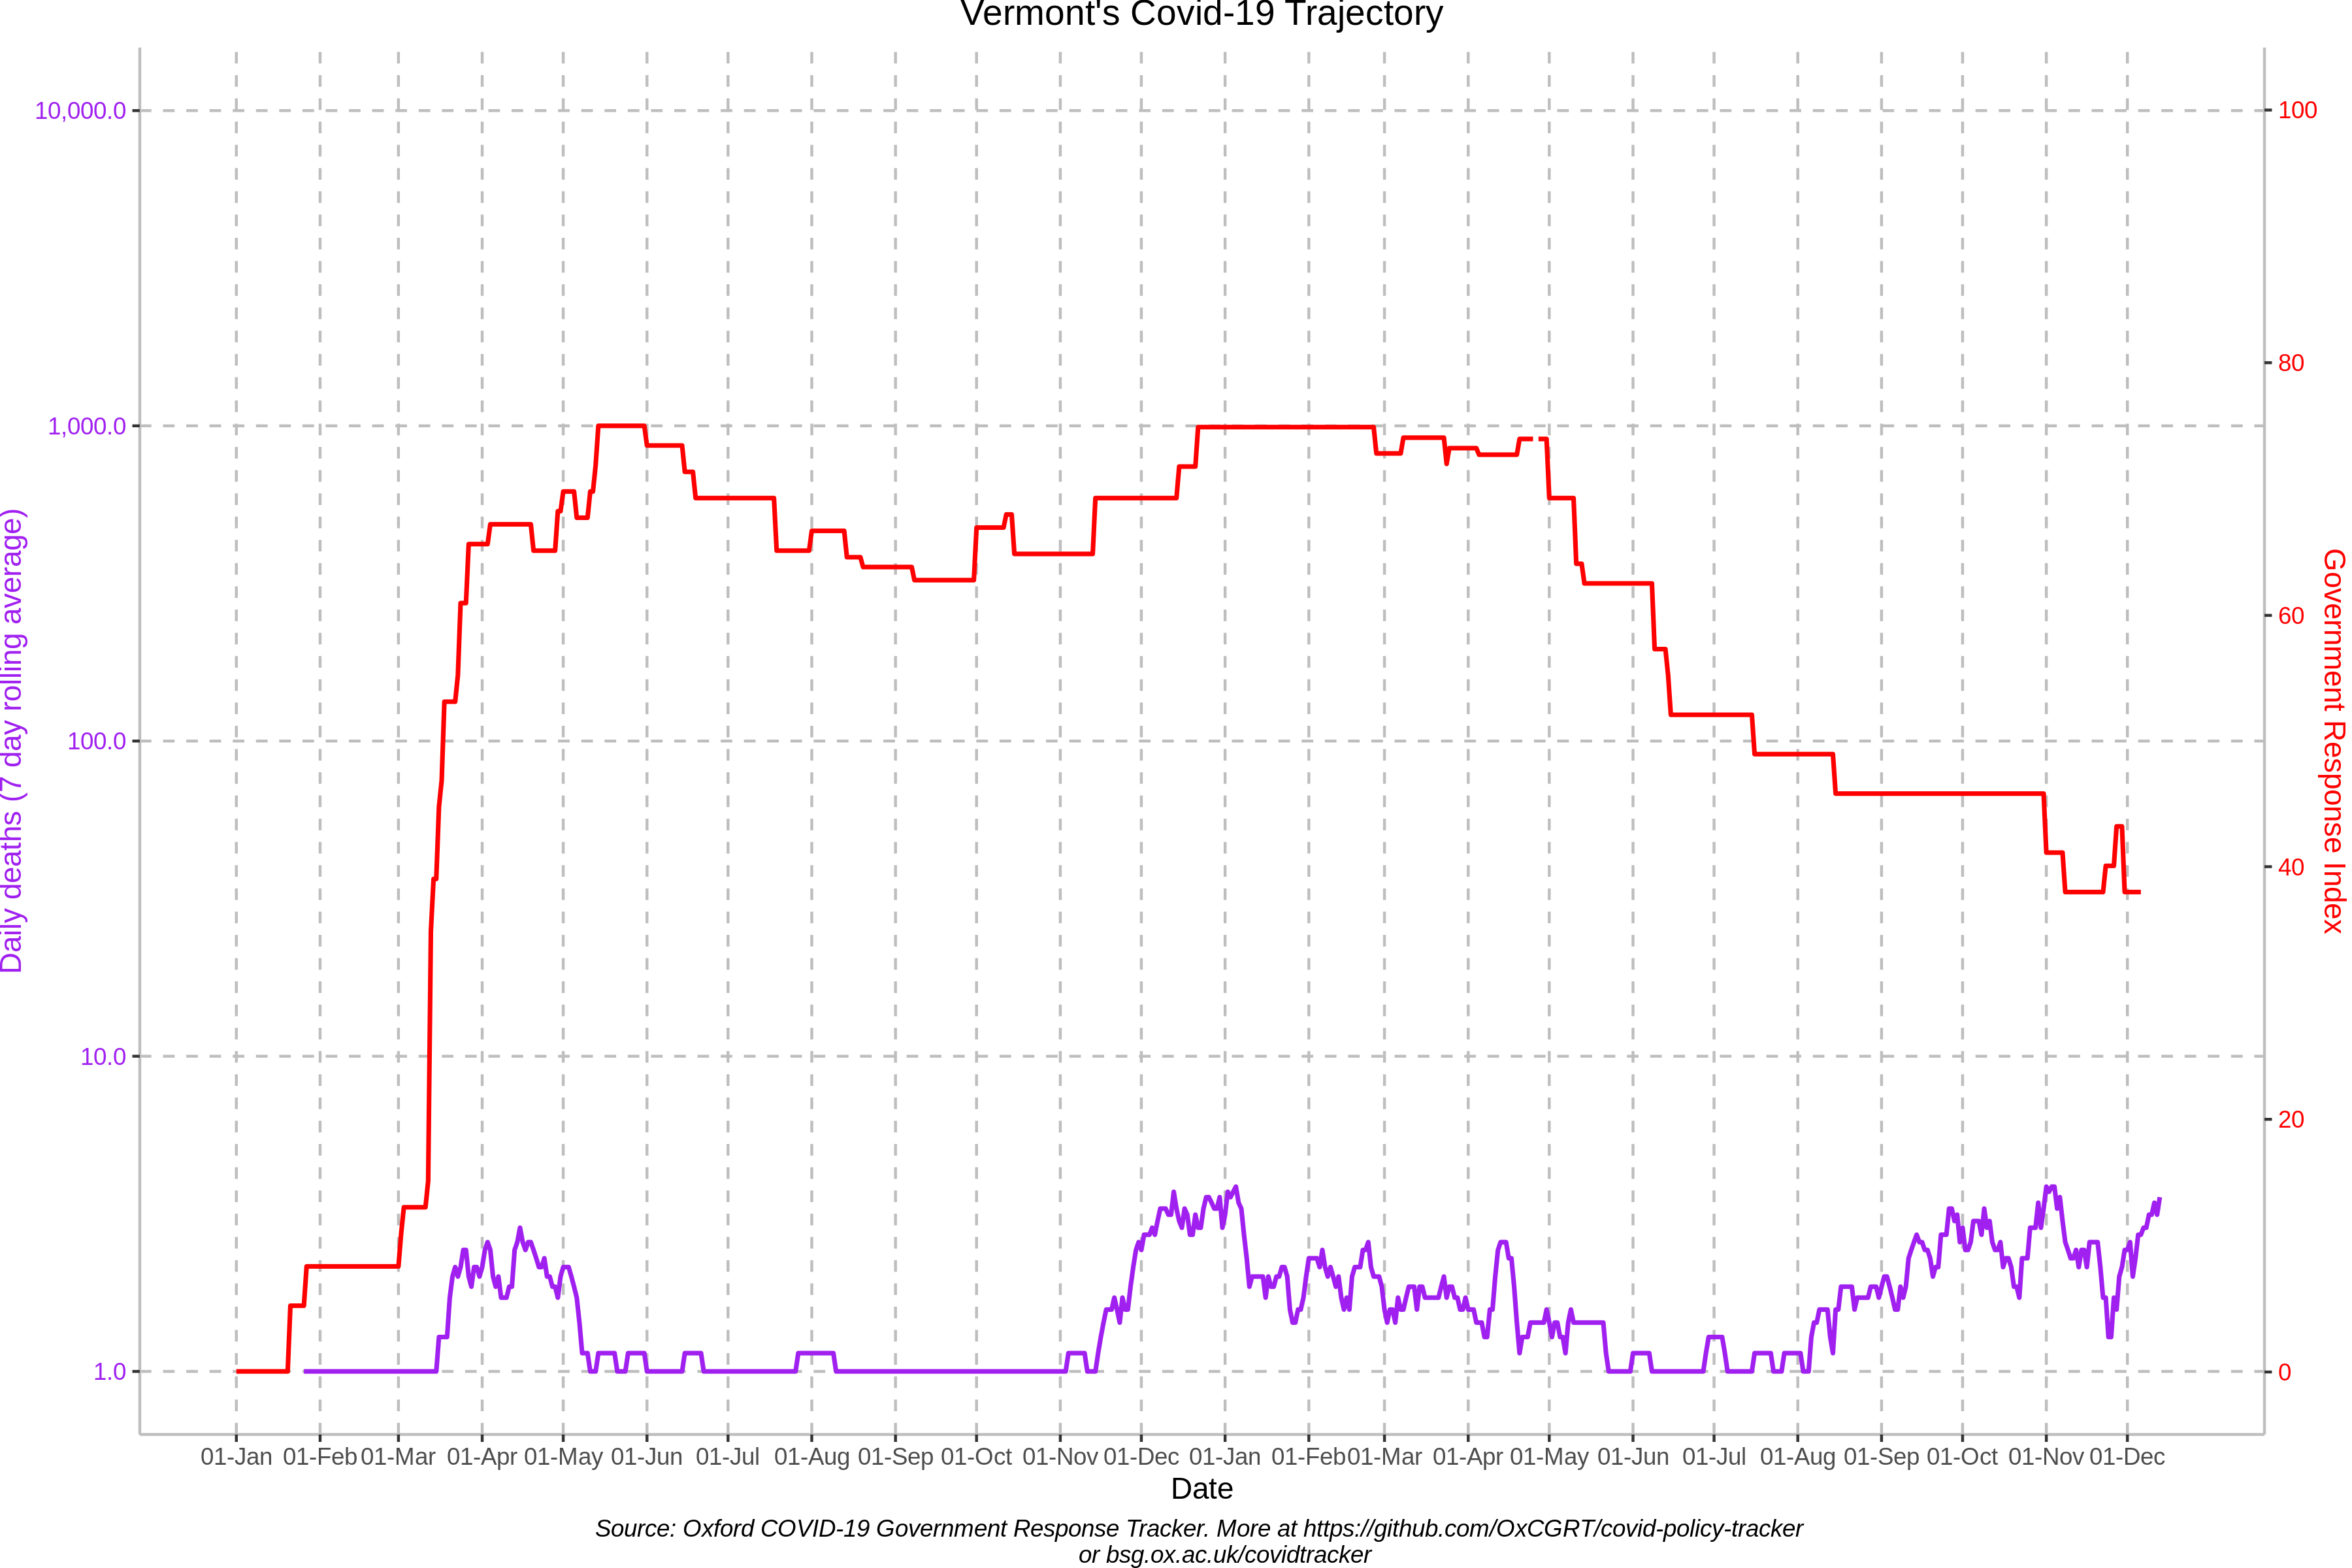 Vermont's Covid-19 Trajectory
10,000.0
1,000.0
100.0
10.0
1.0
Daily deaths (7 day rolling average)
100
80
60
40
20
0
Government Response Index
01-Jan 01-Feb 01-Mar 01-Apr 01-May 01-Jun 01-Jul 01-Aug 01-Sep 01-Oct 01-Nov 01-Dec 01-Jan 01-Feb 01-Mar 01-Apr 01-May 01-Jun 01-Jul 01-Aug 01-Sep 01-Oct 01-Nov 01-Dec
Date
Source: Oxford COVID-19 Government Response Tracker. More at https://github.com/OxCGRT/covid-policy-tracker
or bsg.ox.ac.uk/covidtracker